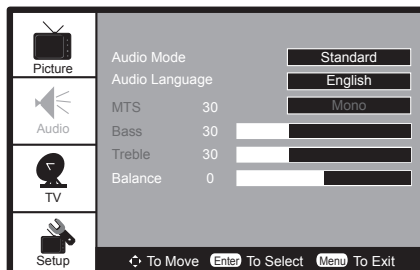 Picture
Audio
TV
Setup
Audio Mode Standard
Audio Language English
MTS 30 Mono
Bass 30
Treble 30
Balance 0
To Move Enter To Select Menu To Exit